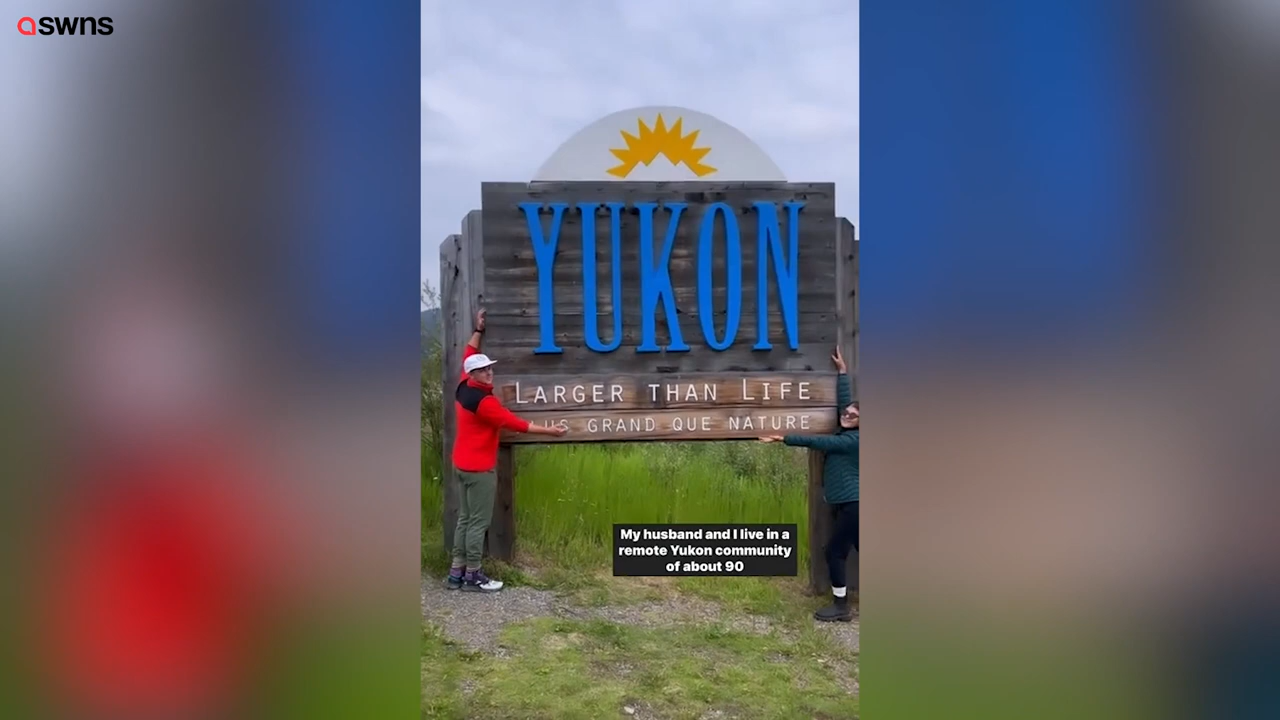 swns
YUKON
LARGER THAN LIFE
PLUS GRAND QUE NATURE
My husband and I live in a
remote Yukon community
of about 90